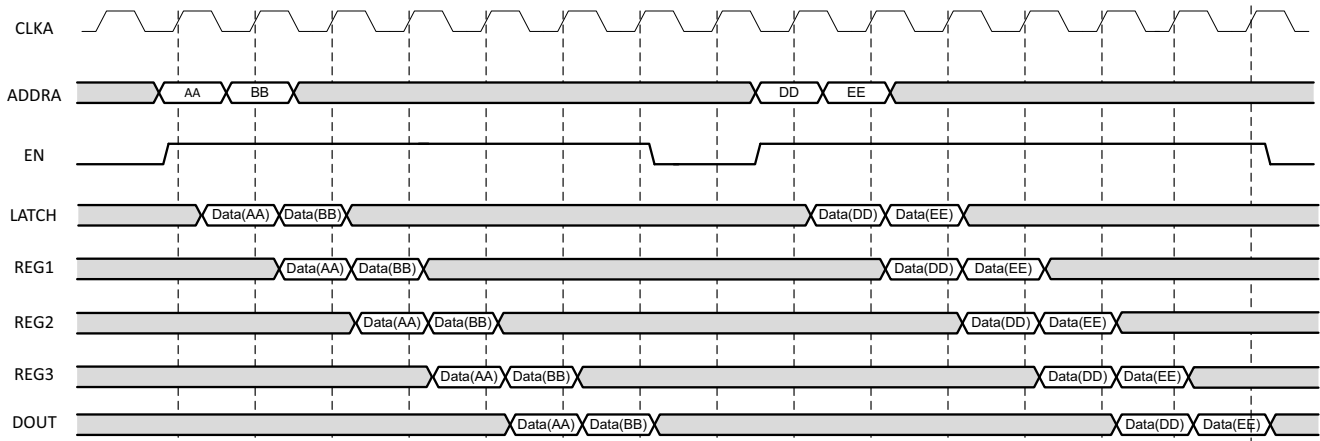 CLKA
ADDRA AA BB DD EE
EN
LATCH Data(AA) Data(BB) Data(DD) Data(EE)
REG1 Data(AA) Data(BB) Data(DD) Data(EE)
REG2 Data(AA) Data(BB) Data(DD) Data(EE)
REG3 Data(AA) Data(BB) Data(DD) Data(EE)
DOUT Data(AA) Data(BB) Data(DD) Data(EE)